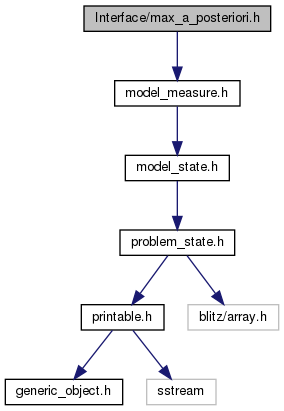 Interface/max_a_posteriori.h
model_measure.h
model_state.h
problem_state.h
printable.h
blitz/array.h
generic_object.h
sstream